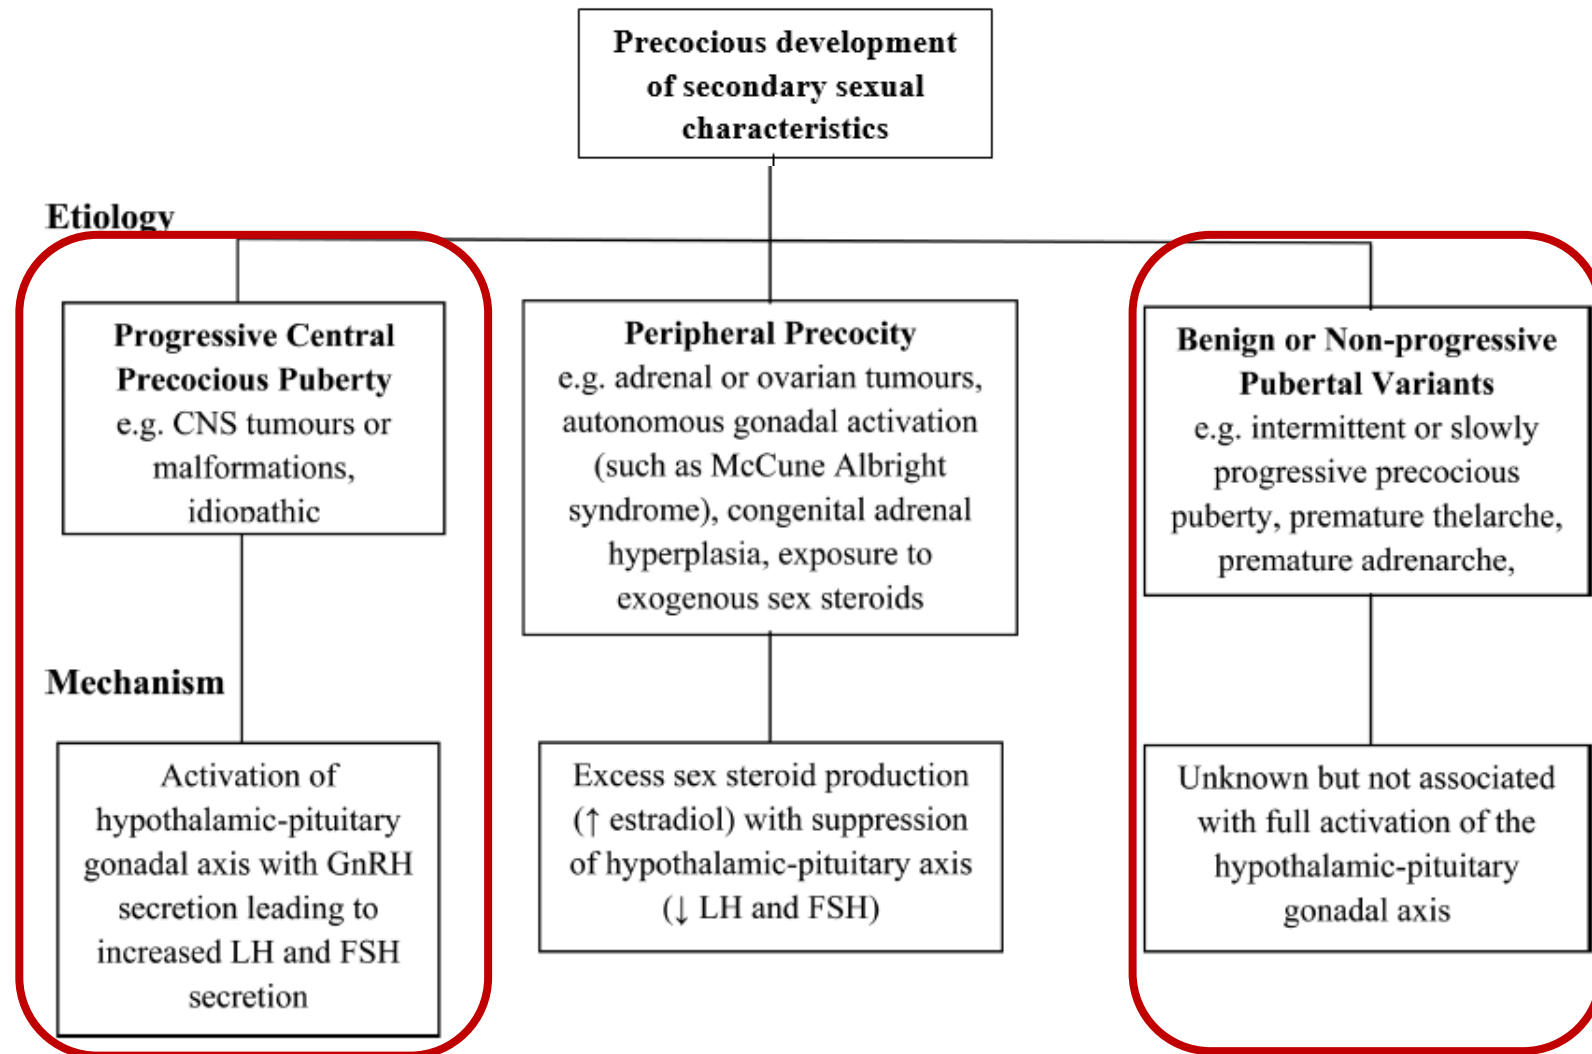 Precocious development
of secondary sexual
characteristics
Etiology
Progressive Central
Precocious Puberty
e.g. CNS tumours or
malformations,
idiopathic
Peripheral Precocity
e.g. adrenal or ovarian tumours,
autonomous gonadal activation
(such as McCune Albright
syndrome), congenital adrenal
hyperplasia, exposure to
exogenous sex steroids
Benign or Non-progressive
Pubertal Variants
e.g. intermittent or slowly
progressive precocious
puberty, premature thelarche,
premature adrenarche,
Mechanism
Activation of
hypothalamic-pituitary
gonadal axis with GnRH
secretion leading to
increased LH and FSH
secretion
Excess sex steroid production
(↑ estradiol) with suppression
of hypothalamic-pituitary axis
(↓ LH and FSH)
Unknown but not associated
with full activation of the
hypothalamic-pituitary
gonadal axis